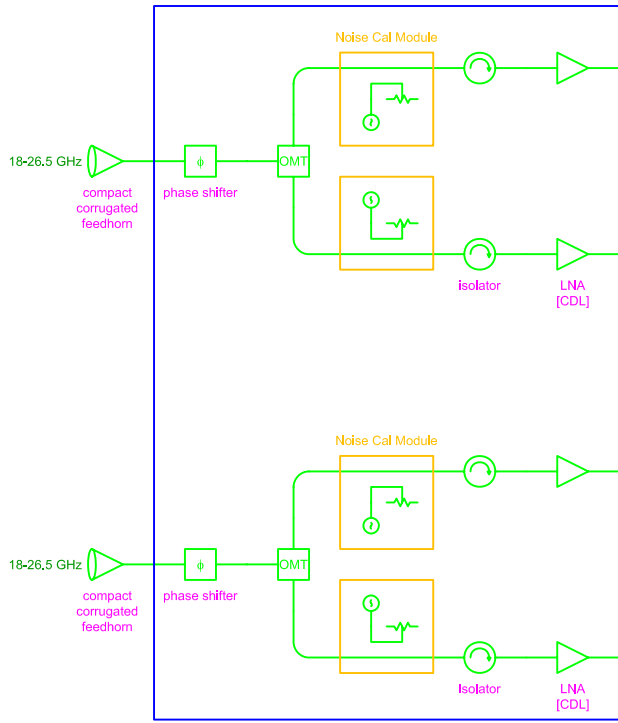 Noise Cal Module
18-26.5 GHz
ϕ
OMT
compact
corrugated
feedhorn
phase shifter
isolator
LNA
[CDL]
Noise Cal Module
18-26.5 GHz
ϕ
OMT
compact
corrugated
feedhorn
phase shifter
Isolator
LNA
[CDL]